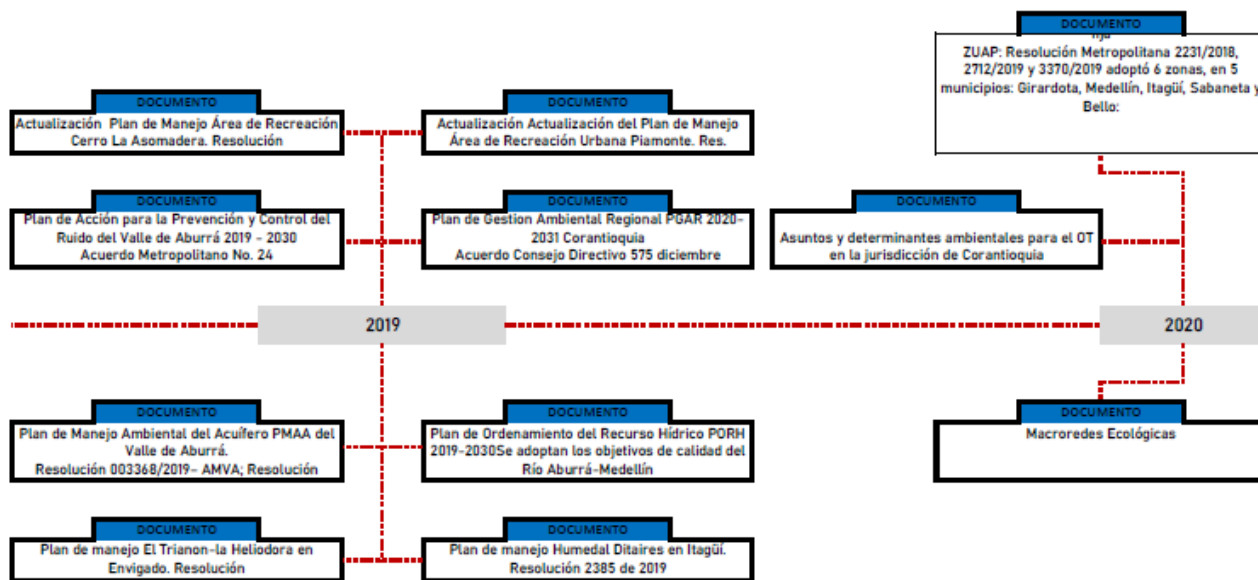 DOCUMENTO
ZUAP: Resolución Metropolitana 2231/2018,
2712/2019 y 3370/2019 adoptó 6 zonas, en 5
municipios: Girardota, Medellín, Itagüí, Sabaneta y
Bello:
DOCUMENTO
Actualización Plan de Manejo Área de Recreación
Cerro La Asomadera. Resolución
DOCUMENTO
Actualización Actualización del Plan de Manejo
Área de Recreación Urbana Piamonte. Res.
DOCUMENTO
Plan de Acción para la Prevención y Control del
Ruido del Valle de Aburrá 2019 - 2030
Acuerdo Metropolitano No. 24
DOCUMENTO
Plan de Gestion Ambiental Regional PGAR 2020-
2031 Corantioquia
Acuerdo Consejo Directivo 575 diciembre
DOCUMENTO
Asuntos y determinantes ambientales para el OT
en la jurisdicción de Corantioquia
2019
2020
DOCUMENTO
Plan de Manejo Ambiental del Acuífero PMAA del
Valle de Aburrá.
Resolución 003368/2019– AMVA; Resolución
DOCUMENTO
Plan de Ordenamiento del Recurso Hídrico PORH
2019-2030Se adoptan los objetivos de calidad del
Río Aburrá-Medellín
DOCUMENTO
Macroredes Ecológicas
DOCUMENTO
Plan de manejo El Trianon-la Heliodora en
Envigado. Resolución
DOCUMENTO
Plan de manejo Humedal Ditaires en Itagüí.
Resolución 2385 de 2019